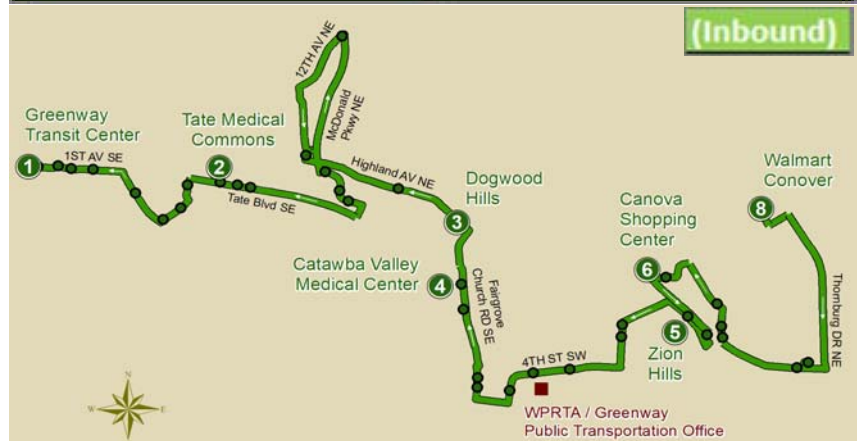 (Inbound)
12TH AV NE
McDonald
Pkwy NE
Greenway
Transit Center
1
1ST AV SE
Tate Medical
Commons
2
Tate Blvd SE
Highland AV NE
Dogwood
Hills
3
Catawba Valley
Medical Center
4
Fairgrove
Church RD SE
Canova
Shopping
Center
6
5
Zion
Hills
Walmart
Conover
8
Thornburg DR NE
4TH ST SW
WPRTA / Greenway
Public Transportation Office
N
W
E
S